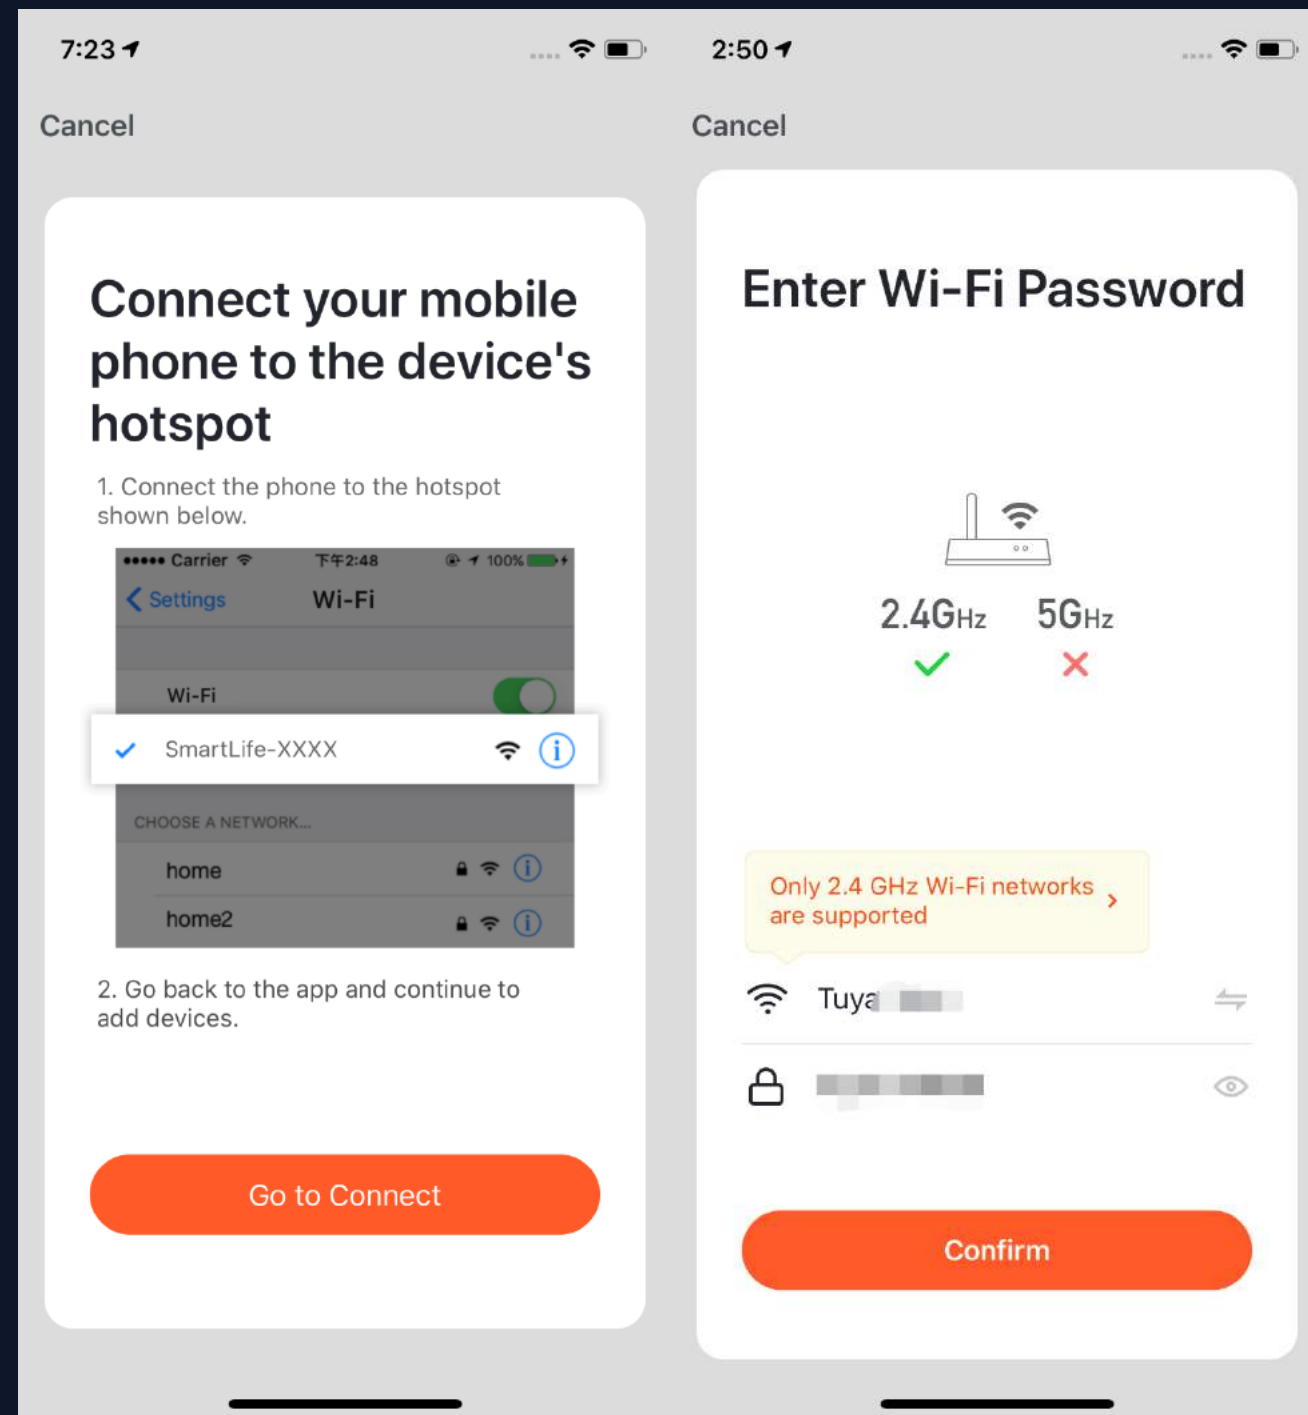 7:23
Cancel
Connect your mobile
phone to the device's
hotspot
1. Connect the phone to the hotspot
shown below.
Carrier 下午2:48 100%
Settings Wi-Fi
Wi-Fi
SmartLife-XXXX
CHOOSE A NETWORK...
home
home2
2. Go back to the app and continue to
add devices.
Go to Connect
2:50
Cancel
Enter Wi-Fi Password
2.4GHz 5GHz
Only 2.4 GHz Wi-Fi networks
are supported
Tuya
Confirm